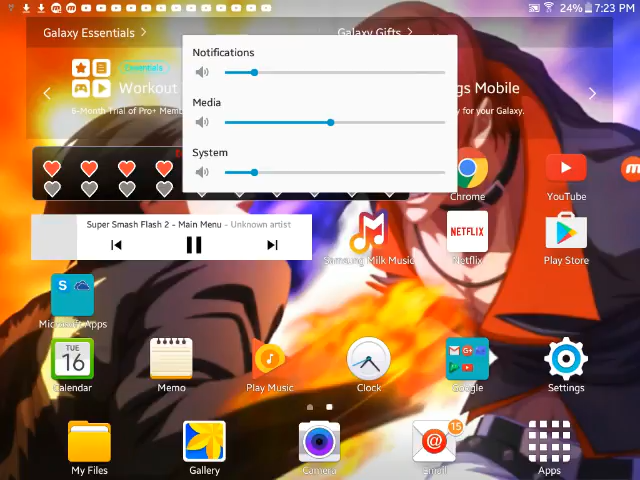 24% 7:23 PM
Galaxy Essentials
Galaxy Gifts
Notifications
Essentials
Workout
gs Mobile
6-Month Trial of Pro+ Memb
y for your Galaxy.
Media
System
Chrome
YouTube
Super Smash Flash 2 - Main Menu - Unknown artist
NETFLIX
Samsung Milk Music
Netflix
Play Store
S
Microsoft Apps
TUE
16
Calendar
Memo
Play Music
Clock
Google
Settings
15
My Files
Gallery
Camera
Email
Apps